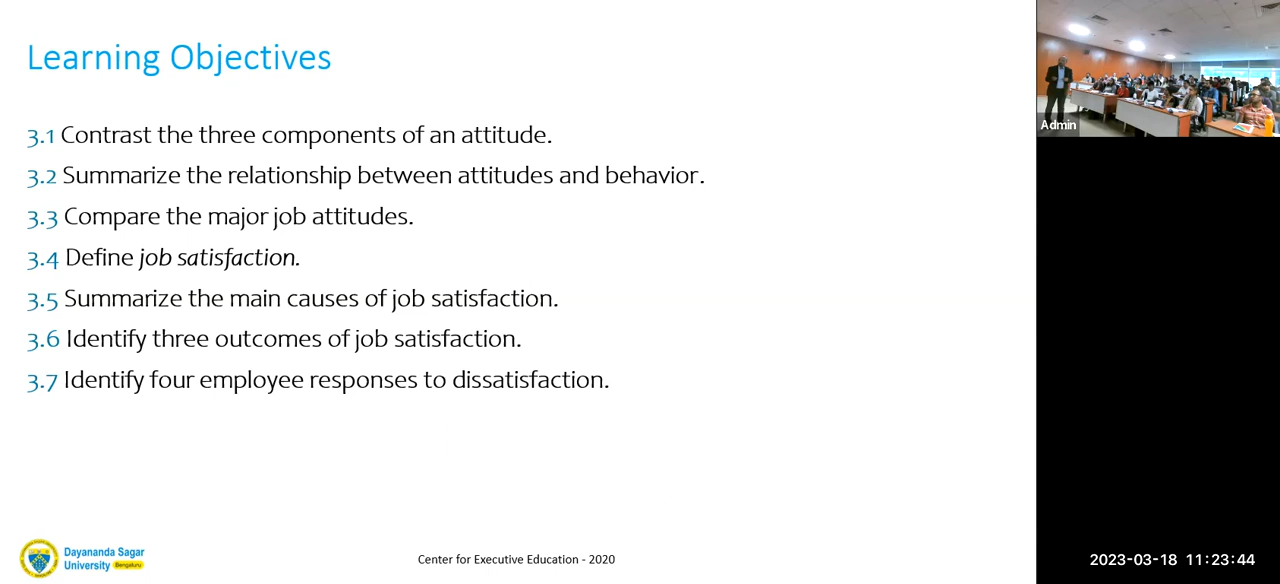 Learning Objectives
3.1 Contrast the three components of an attitude.
3.2 Summarize the relationship between attitudes and behavior.
3.3 Compare the major job attitudes.
3.4 Define job satisfaction.
3.5 Summarize the main causes of job satisfaction.
3.6 Identify three outcomes of job satisfaction.
3.7 Identify four employee responses to dissatisfaction.
Admin
Dayananda Sagar
University Bengaluru
Center for Executive Education - 2020
2023-03-18 11:23:44